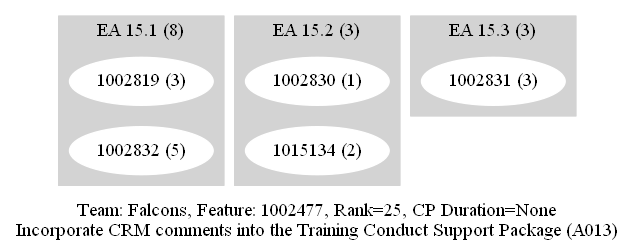 EA 15.1 (8)
EA 15.2 (3)
EA 15.3 (3)
1002819 (3)
1002830 (1)
1002831 (3)
1002832 (5)
1015134 (2)
Team: Falcons, Feature: 1002477, Rank=25, CP Duration=None
Incorporate CRM comments into the Training Conduct Support Package (A013)